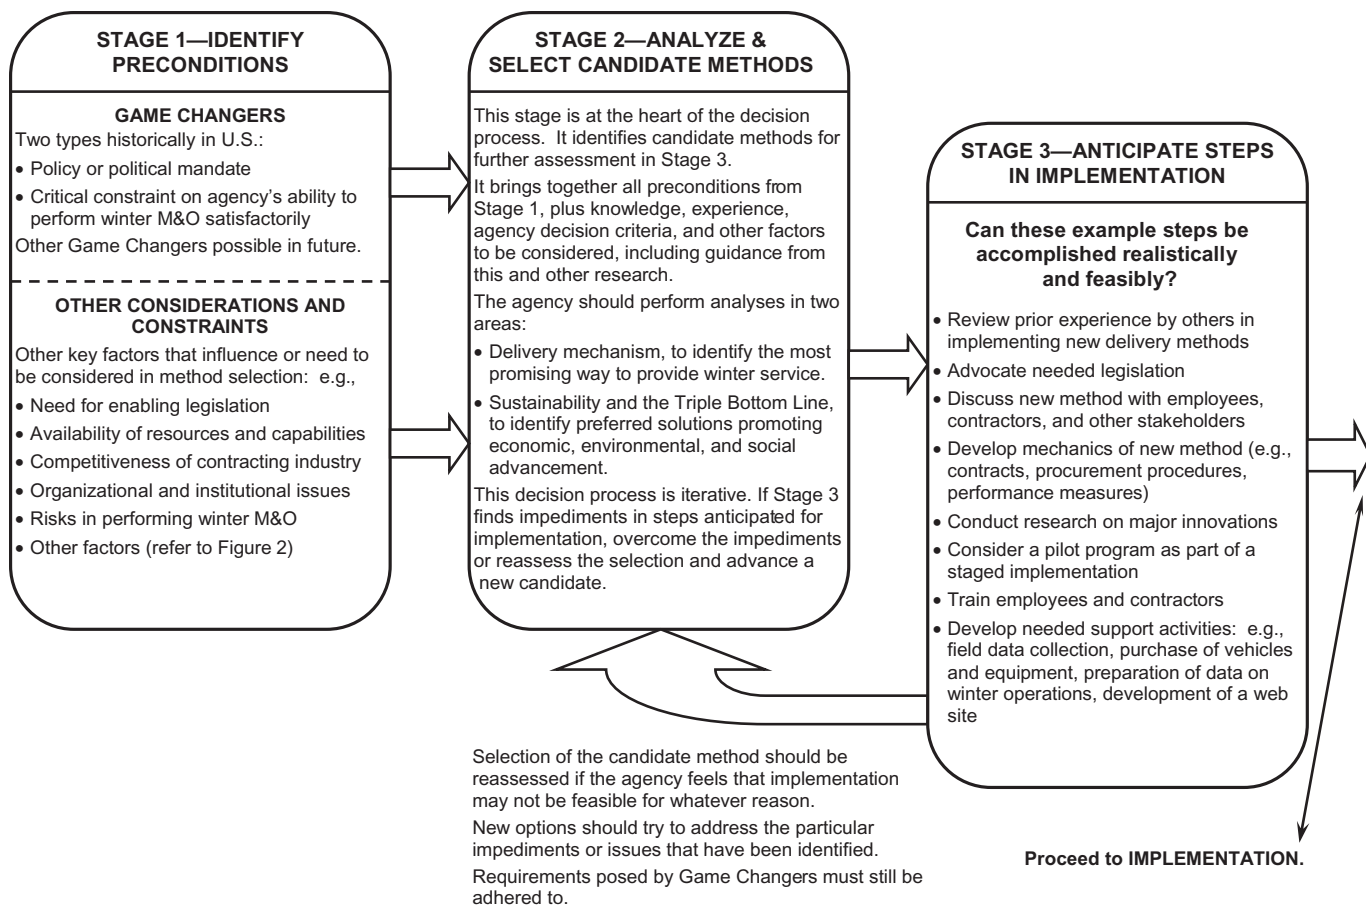 STAGE 1—IDENTIFY
PRECONDITIONS
GAME CHANGERS
Two types historically in U.S.:
• Policy or political mandate
• Critical constraint on agency's ability to
perform winter M&O satisfactorily
Other Game Changers possible in future.
OTHER CONSIDERATIONS AND
CONSTRAINTS
Other key factors that influence or need to
be considered in method selection:  e.g.,
• Need for enabling legislation
• Availability of resources and capabilities
• Competitiveness of contracting industry
• Organizational and institutional issues
• Risks in performing winter M&O
• Other factors (refer to Figure 2)
STAGE 2—ANALYZE &
SELECT CANDIDATE METHODS
This stage is at the heart of the decision
process.  It identifies candidate methods for
further assessment in Stage 3.
It brings together all preconditions from
Stage 1, plus knowledge, experience,
agency decision criteria, and other factors
to be considered, including guidance from
this and other research.
The agency should perform analyses in two
areas:
• Delivery mechanism, to identify the most
promising way to provide winter service.
• Sustainability and the Triple Bottom Line,
to identify preferred solutions promoting
economic, environmental, and social
advancement.
This decision process is iterative. If Stage 3
finds impediments in steps anticipated for
implementation, overcome the impediments
or reassess the selection and advance a
new candidate.
Selection of the candidate method should be
reassessed if the agency feels that implementation
may not be feasible for whatever reason.
New options should try to address the particular
impediments or issues that have been identified.
Requirements posed by Game Changers must still be
adhered to.
STAGE 3—ANTICIPATE STEPS
IN IMPLEMENTATION
Can these example steps be
accomplished realistically
and feasibly?
• Review prior experience by others in
implementing new delivery methods
• Advocate needed legislation
• Discuss new method with employees,
contractors, and other stakeholders
• Develop mechanics of new method (e.g.,
contracts, procurement procedures,
performance measures)
• Conduct research on major innovations
• Consider a pilot program as part of a
staged implementation
• Train employees and contractors
• Develop needed support activities:  e.g.,
field data collection, purchase of vehicles
and equipment, preparation of data on
winter operations, development of a web
site
Proceed to IMPLEMENTATION.